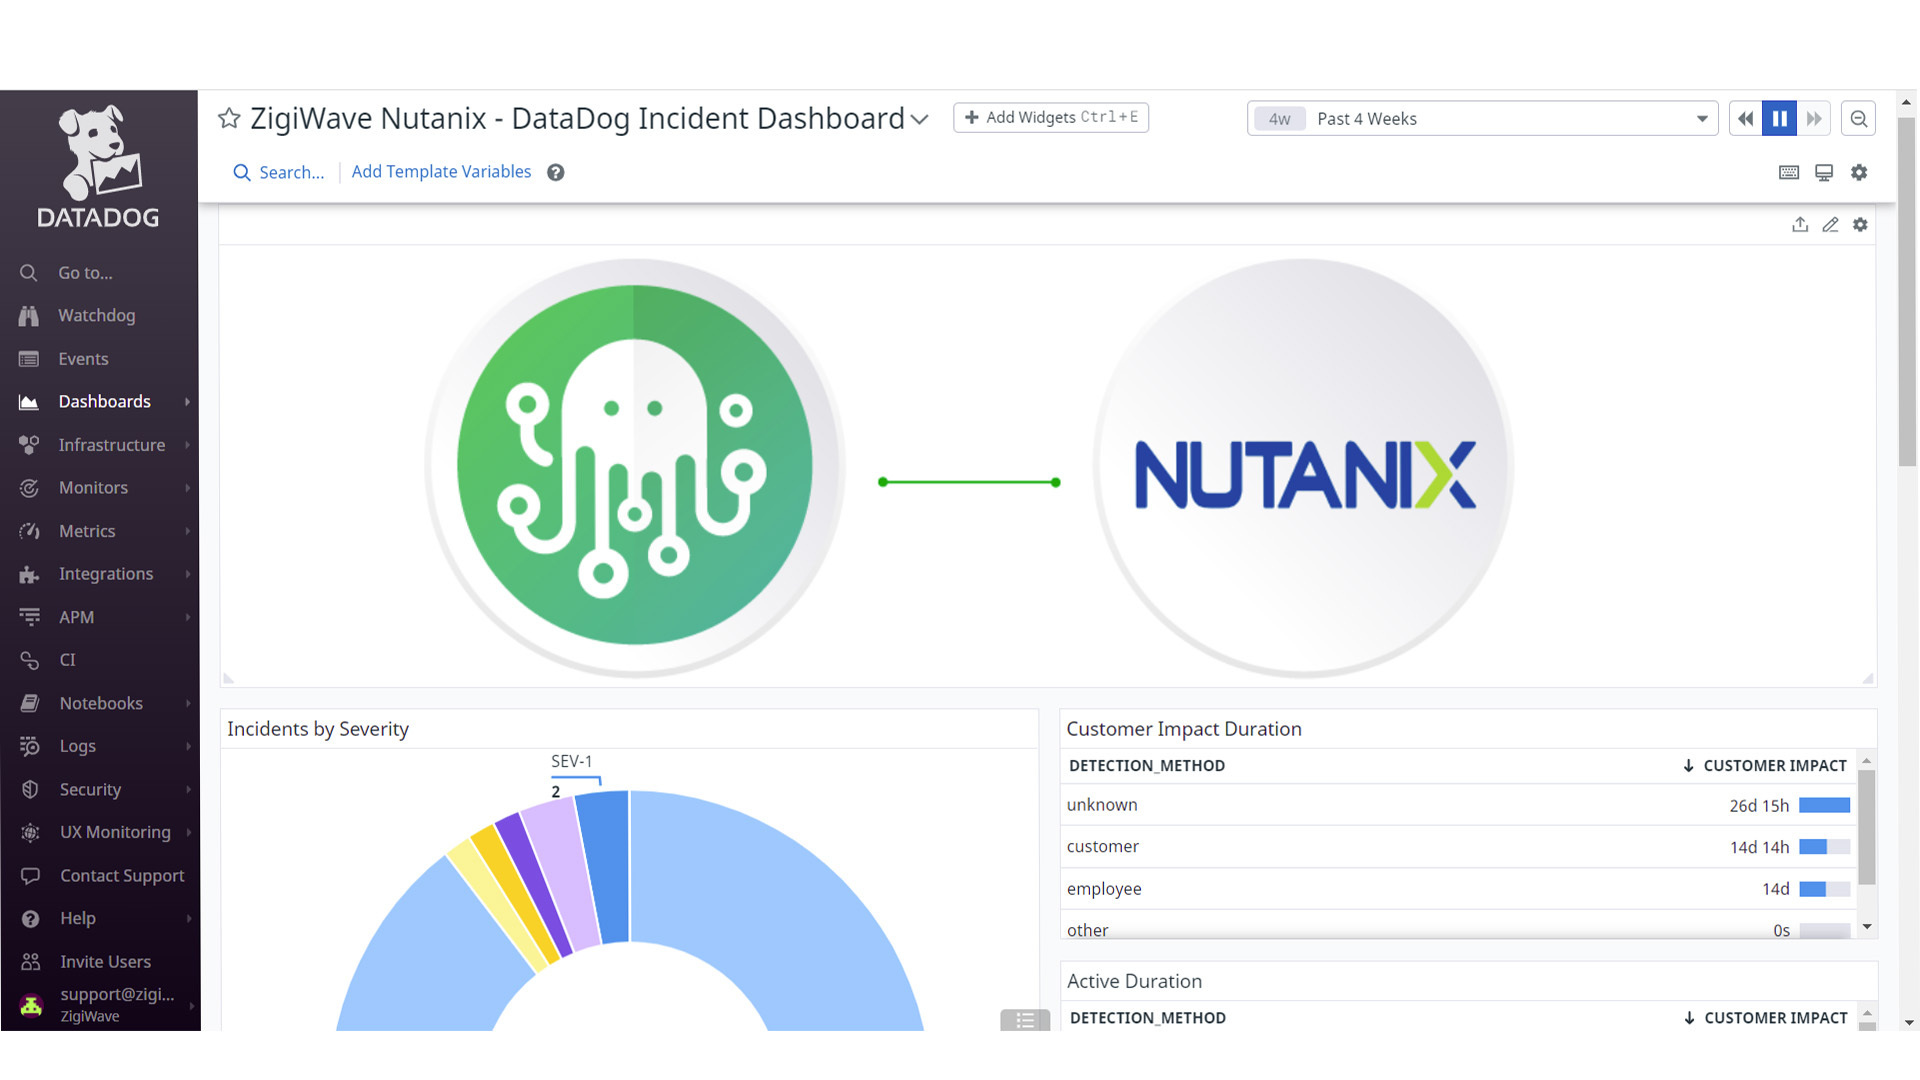 DATADOG
Go to...
Watchdog
Events
Dashboards
Infrastructure
Monitors
Metrics
Integrations
APM
CI
Notebooks
Logs
Security
UX Monitoring
Contact Support
Help
Invite Users
support@zigi...
ZigiWave
ZigiWave Nutanix - DataDog Incident Dashboard
+ Add Widgets Ctrl+E
4w Past 4 Weeks
Search...
Add Template Variables
NUTANIX
Incidents by Severity
SEV-1
2
Customer Impact Duration
DETECTION_METHOD ↓ CUSTOMER IMPACT
unknown 26d 15h
customer 14d 14h
employee 14d
other 0s
Active Duration
DETECTION_METHOD ↓ CUSTOMER IMPACT